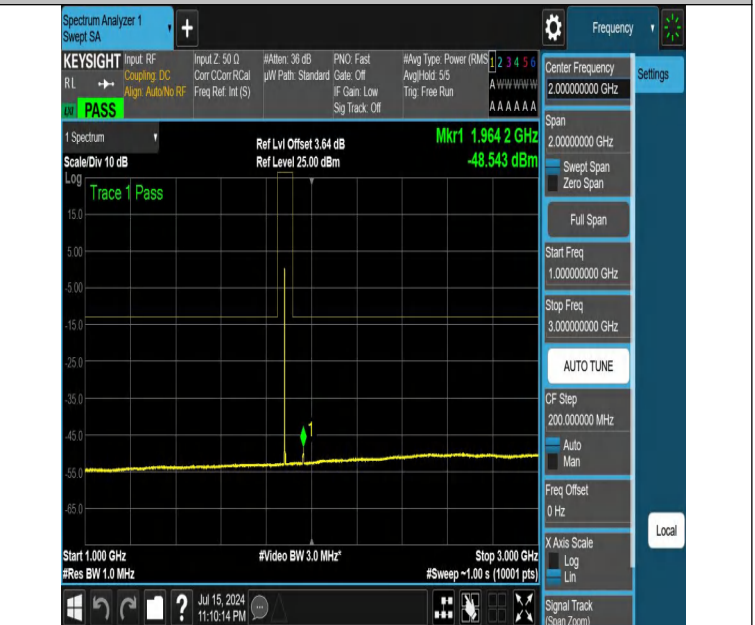 Spectrum Analyzer 1
Swept SA
+
Frequency
KEYSIGHT
RL
PASS
Input: RF
Coupling: DC
Align: Auto/No RF
Input Z: 50 Ω
Corr CCorr RCal
Freq Ref: Int (S)
#Atten: 36 dB
µW Path: Standard
PNO: Fast
Gate: Off
IF Gain: Low
Sig Track: Off
#Avg Type: Power (RMS
Avg|Hold: 5/5
Trig: Free Run
1 2 3 4 5 6
A W W W W W
A A A A A A
1 Spectrum
Scale/Div 10 dB
Ref Lvl Offset 3.64 dB
Ref Level 25.00 dBm
Mkr1 1.964 2 GHz
-48.543 dBm
Log
Trace 1 Pass
15.0
5.00
-5.00
-15.0
-25.0
-35.0
-45.0
-55.0
-65.0
1
Start 1.000 GHz
#Res BW 1.0 MHz
#Video BW 3.0 MHz*
Stop 3.000 GHz
#Sweep ~1.00 s (10001 pts)
?
Jul 15, 2024
11:10:14 PM
Center Frequency
2.000000000 GHz
Settings
Span
2.00000000 GHz
Swept Span
Zero Span
Full Span
Start Freq
1.000000000 GHz
Stop Freq
3.000000000 GHz
AUTO TUNE
CF Step
200.000000 MHz
Auto
Man
Freq Offset
0 Hz
X Axis Scale
Log
Lin
Local
Signal Track
(Span Zoom)